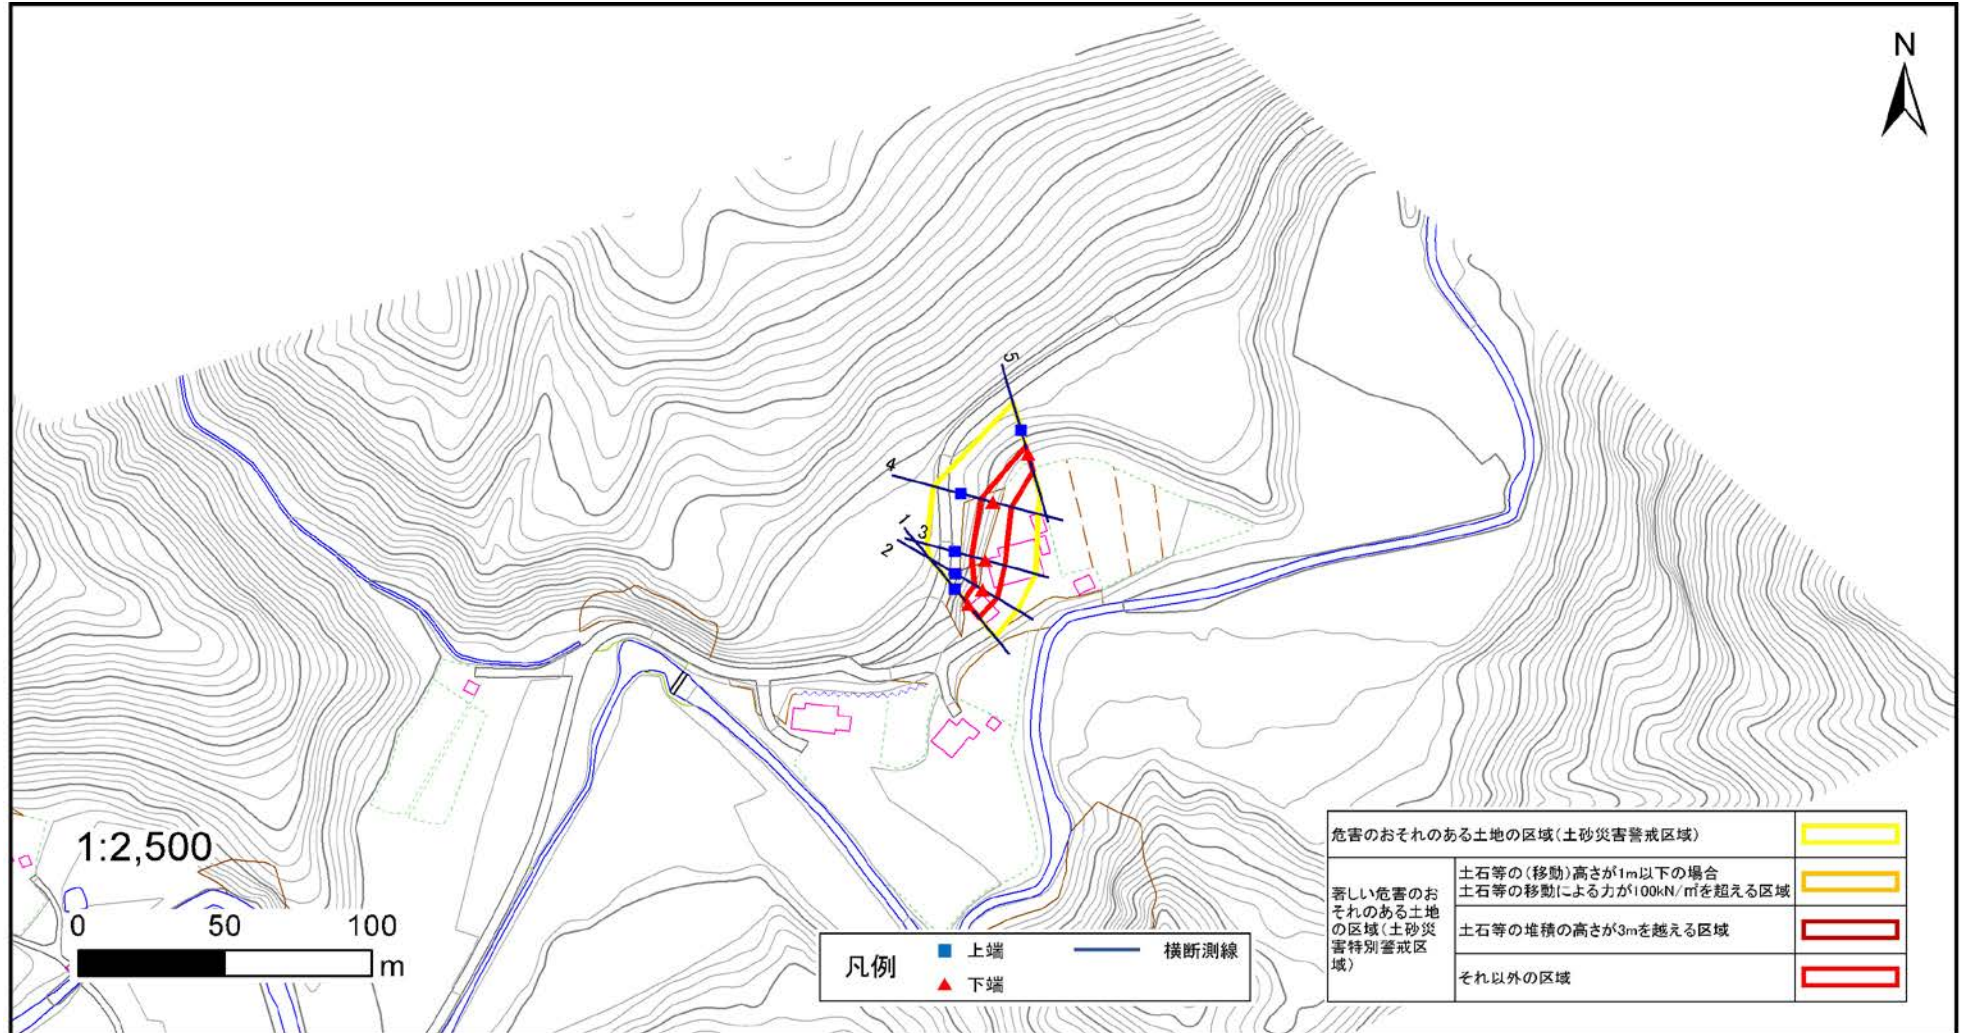 N
5
4
1
3
2
1:2,500
0 50 100
m
凡例
上端
横断測線
下端
危害のおそれのある土地の区域(土砂災害警戒区域)
著しい危害のお
それのある土地
の区域(土砂災
害特別警戒区
域)
土石等の(移動)高さが1m以下の場合
土石等の移動による力が100kN/㎡を超える区域
土石等の堆積の高さが3mを越える区域
それ以外の区域